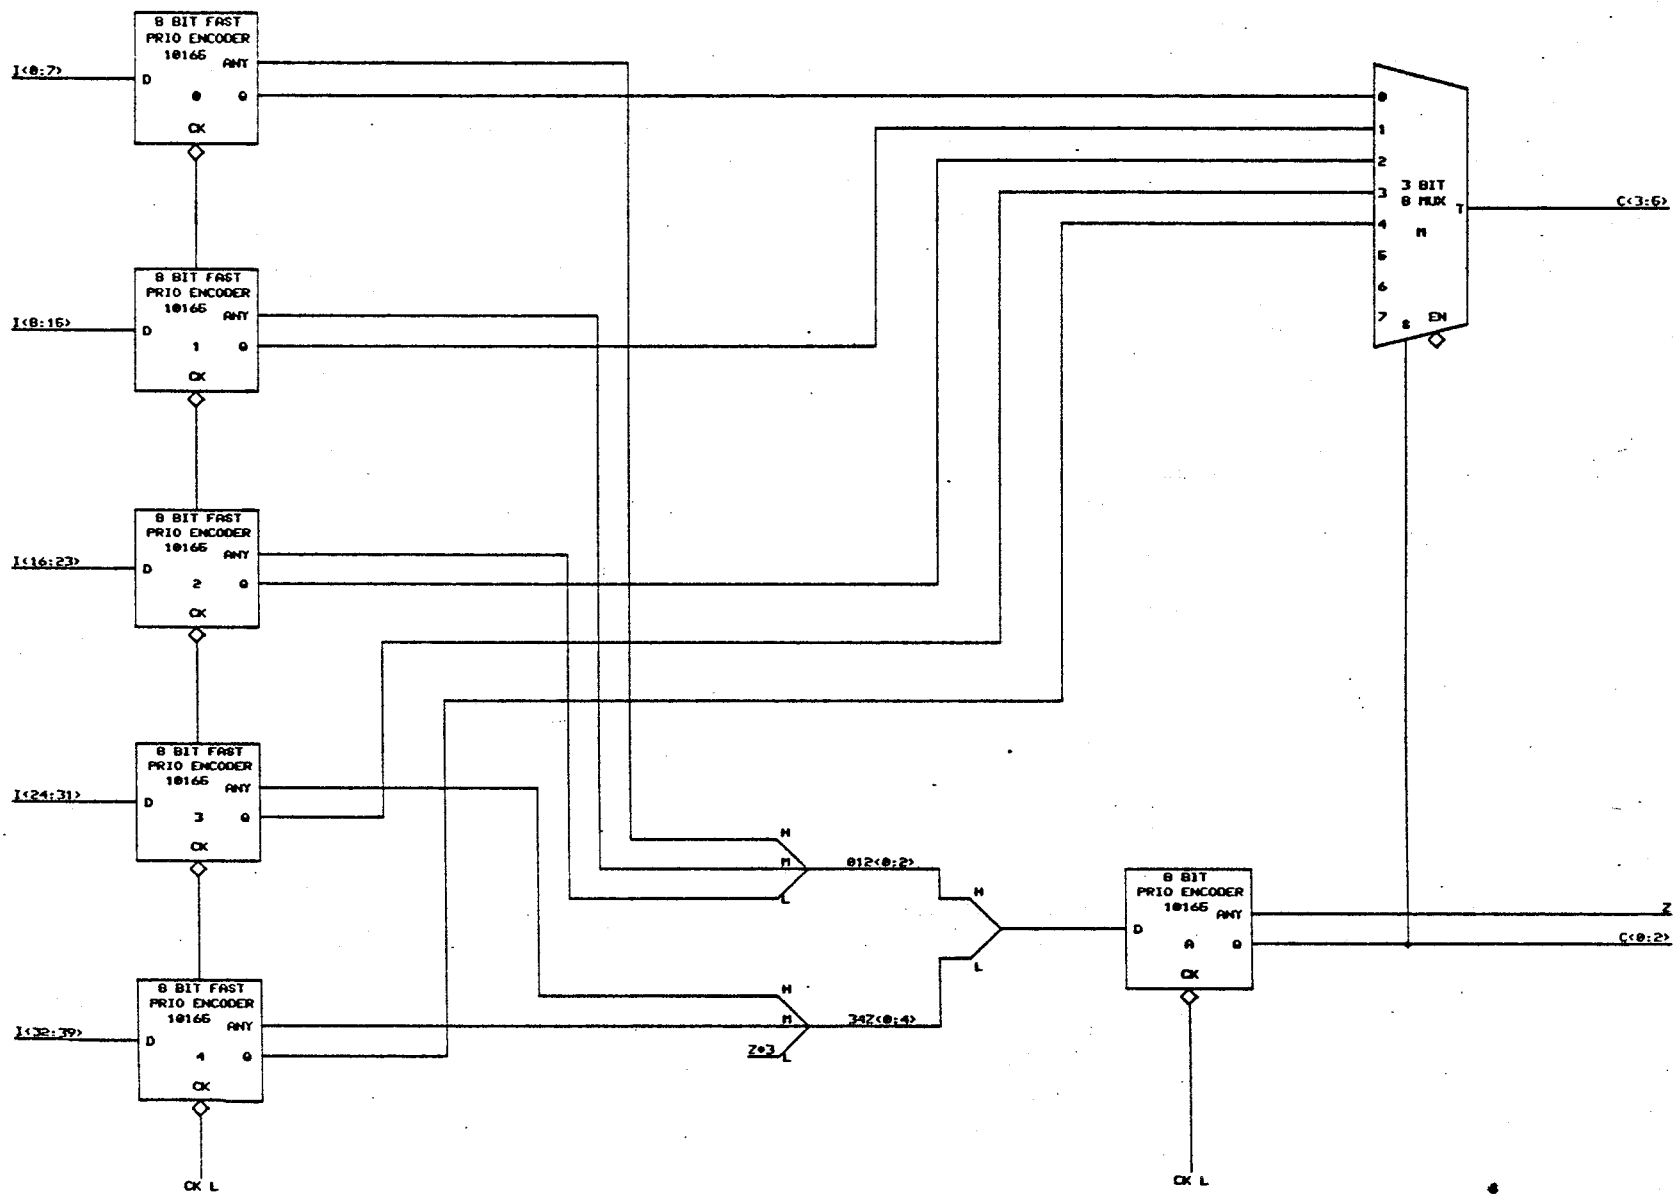 8 BIT FAST
PRIO ENCODER
10165
ANY
I<0:7>
D
0
Q
CK
0
1
2
3
4
5
6
7
3 BIT
8 MUX
M
T
S
EN
C<3:5>
8 BIT FAST
PRIO ENCODER
10165
ANY
I<8:15>
D
1
Q
CK
8 BIT FAST
PRIO ENCODER
10165
ANY
I<16:23>
D
2
Q
CK
8 BIT FAST
PRIO ENCODER
10165
ANY
I<24:31>
D
3
Q
CK
H
M
L
012<0:2>
H
L
8 BIT
PRIO ENCODER
10165
ANY
D
A
Q
CK
Z
C<0:2>
8 BIT FAST
PRIO ENCODER
10165
ANY
I<32:39>
D
4
Q
CK
H
M
L
34Z<0:4>
Z*3
CK L
CK L